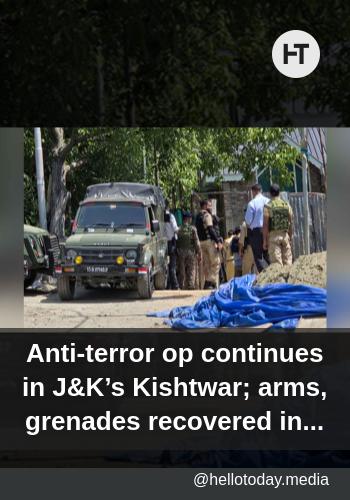 HT
Anti-terror op continues
in J&K’s Kishtwar; arms,
grenades recovered in...
@hellotoday.media